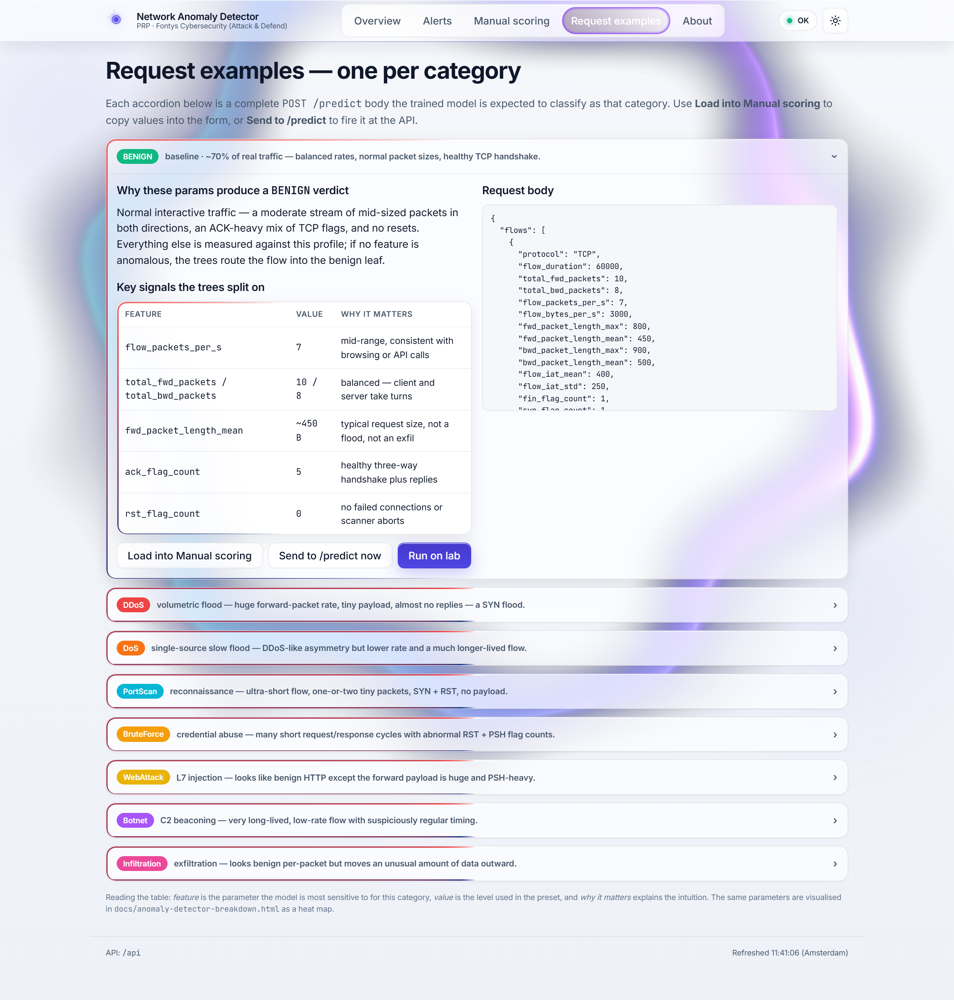 Network Anomaly Detector
PRP · Fontys Cybersecurity (Attack & Defend)
Overview
Alerts
Manual scoring
Request examples
About
OK
Request examples — one per category
Each accordion below is a complete POST /predict body the trained model is expected to classify as that category. Use Load into Manual scoring to
copy values into the form, or Send to /predict to fire it at the API.
BENIGN baseline · ~70% of real traffic — balanced rates, normal packet sizes, healthy TCP handshake.
Why these params produce a BENIGN verdict
Normal interactive traffic — a moderate stream of mid-sized packets in
both directions, an ACK-heavy mix of TCP flags, and no resets.
Everything else is measured against this profile; if no feature is
anomalous, the trees route the flow into the benign leaf.
Key signals the trees split on
FEATURE VALUE WHY IT MATTERS
flow_packets_per_s 7 mid-range, consistent with
browsing or API calls
total_fwd_packets / 10 / balanced — client and
total_bwd_packets 8 server take turns
fwd_packet_length_mean ~450 typical request size, not a
B flood, not an exfil
ack_flag_count 5 healthy three-way
handshake plus replies
rst_flag_count 0 no failed connections or
scanner aborts
Load into Manual scoring
Send to /predict now
Run on lab
Request body
{
"flows": [
{
"protocol": "TCP",
"flow_duration": 60000,
"total_fwd_packets": 10,
"total_bwd_packets": 8,
"flow_packets_per_s": 7,
"flow_bytes_per_s": 3000,
"fwd_packet_length_max": 800,
"fwd_packet_length_mean": 450,
"bwd_packet_length_max": 900,
"bwd_packet_length_mean": 500,
"flow_iat_mean": 400,
"flow_iat_std": 250,
"fin_flag_count": 1,
"syn_flag_count": 1
DDoS volumetric flood — huge forward-packet rate, tiny payload, almost no replies — a SYN flood.
DoS single-source slow flood — DDoS-like asymmetry but lower rate and a much longer-lived flow.
PortScan reconnaissance — ultra-short flow, one-or-two tiny packets, SYN + RST, no payload.
BruteForce credential abuse — many short request/response cycles with abnormal RST + PSH flag counts.
WebAttack L7 injection — looks like benign HTTP except the forward payload is huge and PSH-heavy.
Botnet C2 beaconing — very long-lived, low-rate flow with suspiciously regular timing.
Infiltration exfiltration — looks benign per-packet but moves an unusual amount of data outward.
Reading the table: feature is the parameter the model is most sensitive to for this category, value is the level used in the preset, and why it matters explains the intuition. The same parameters are visualised
in docs/anomaly-detector-breakdown.html as a heat map.
API: /api
Refreshed 11:41:06 (Amsterdam)